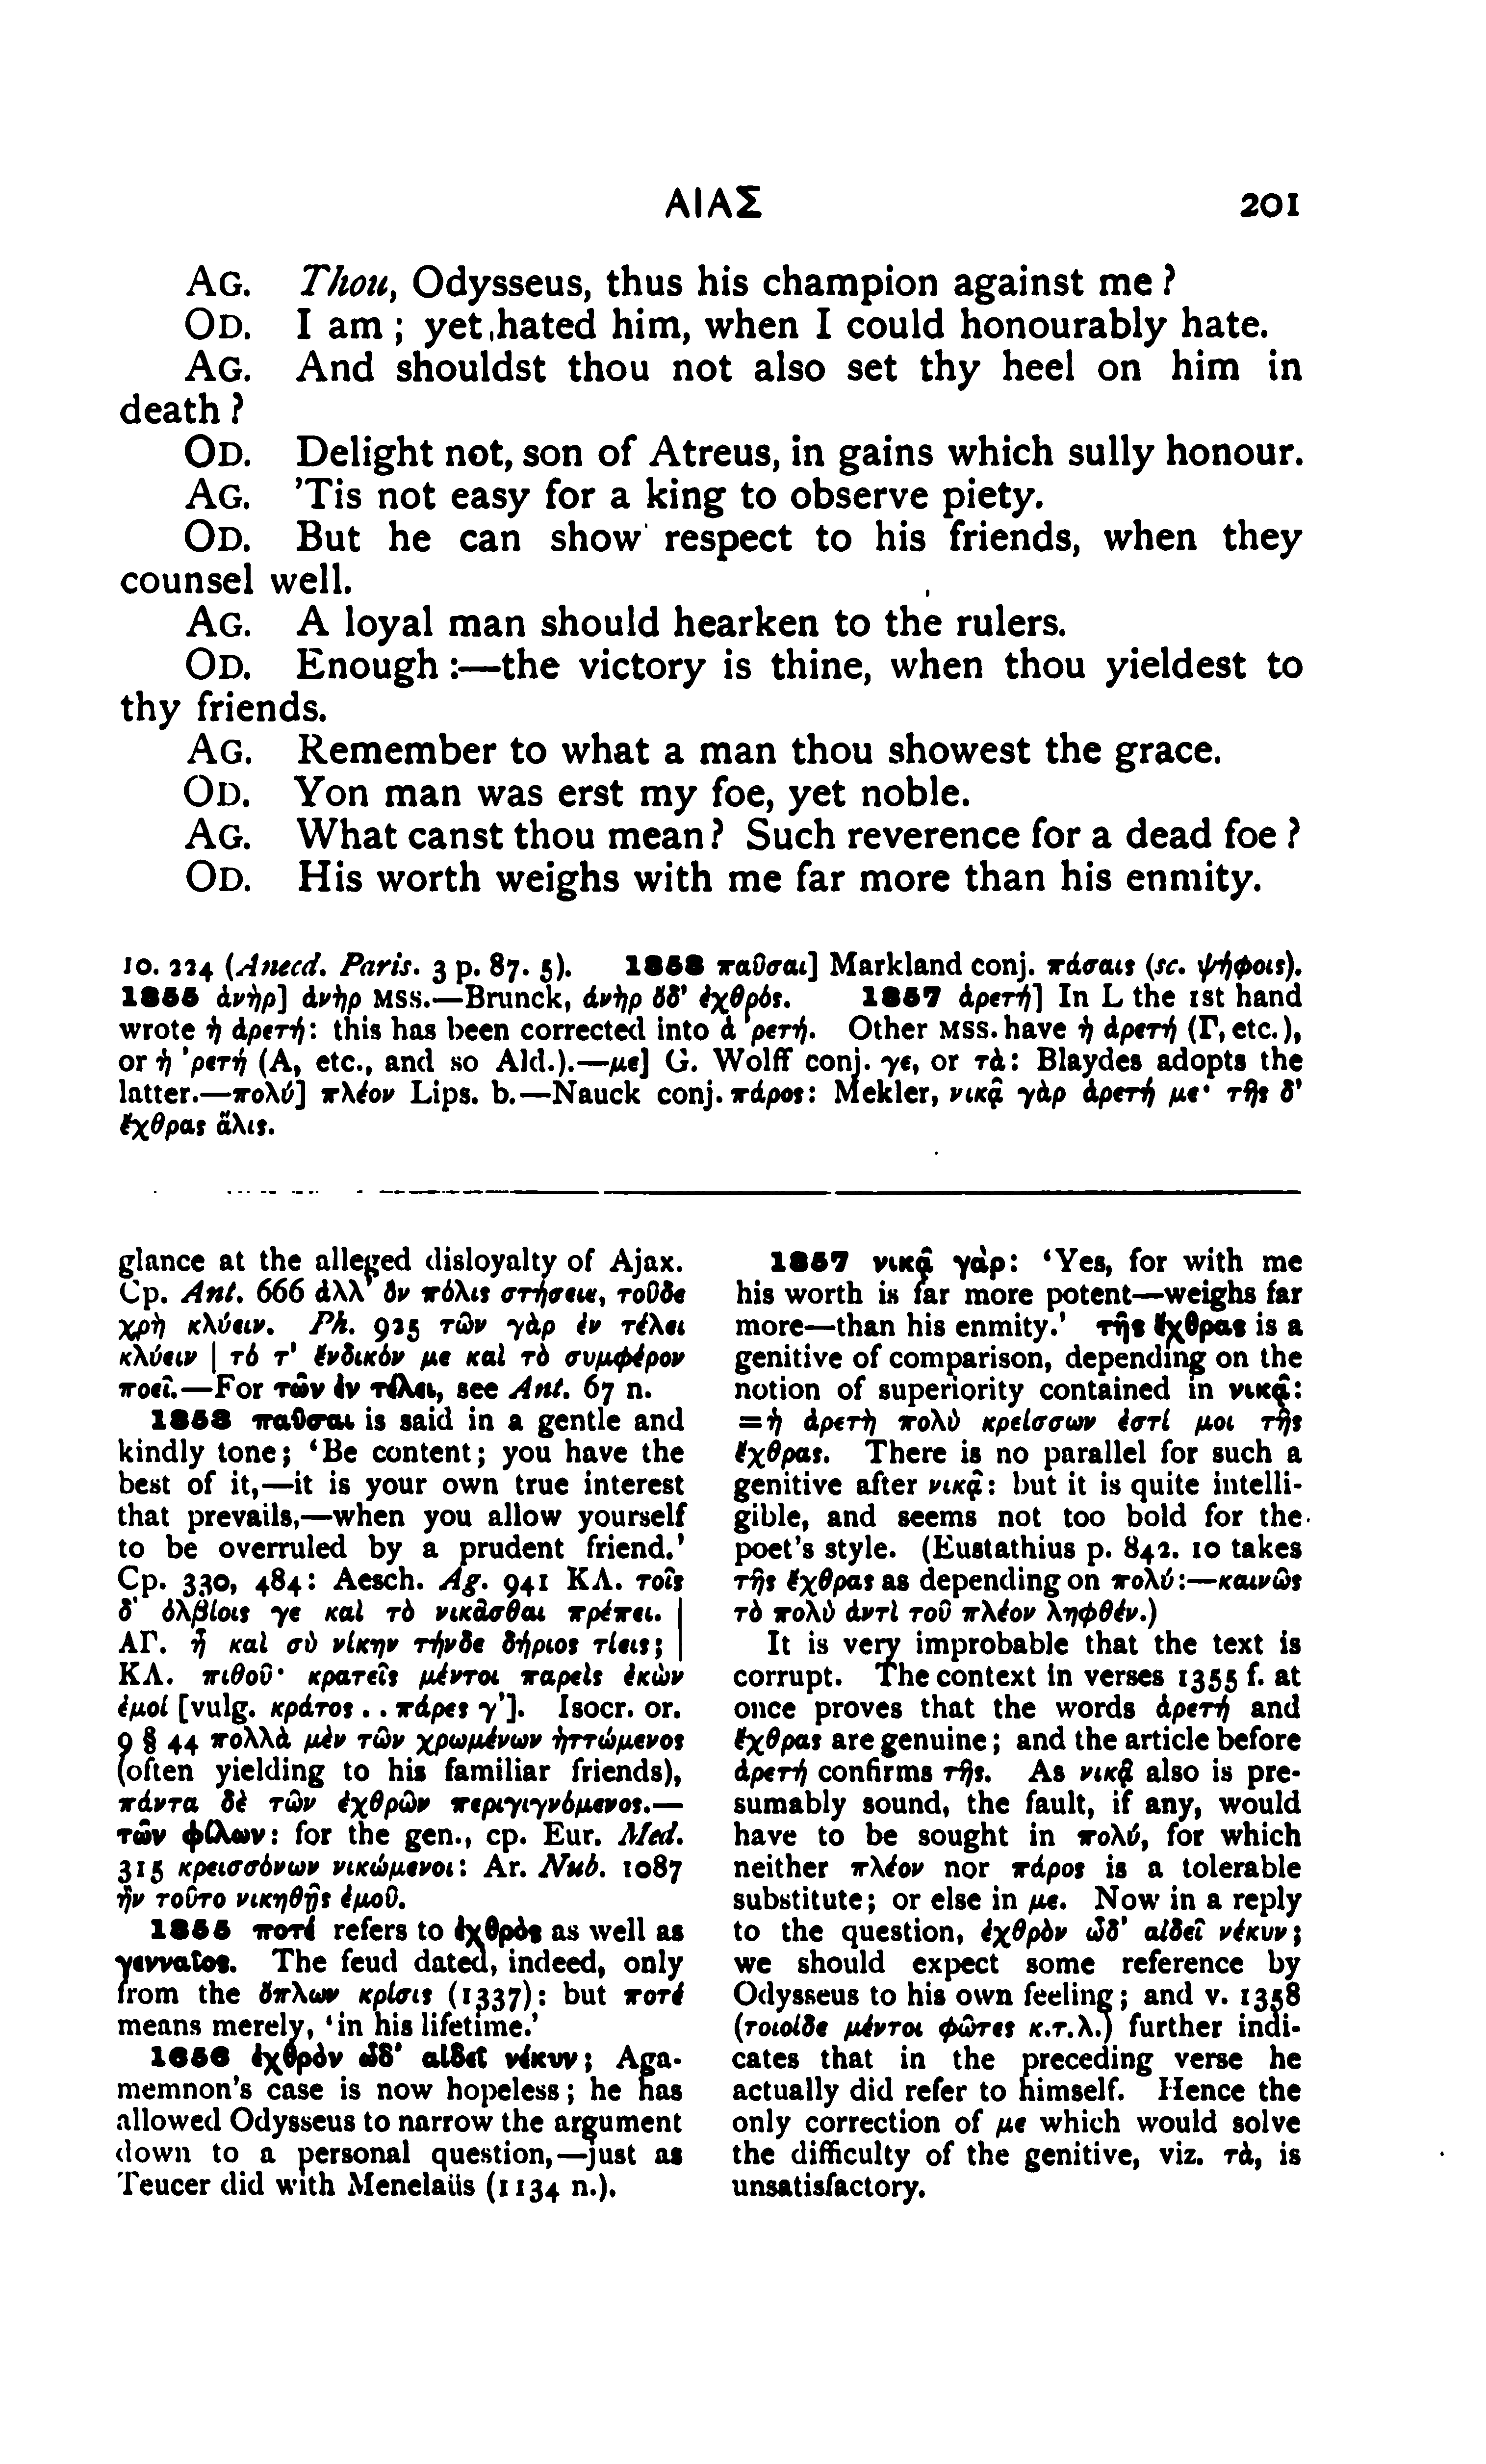 ΑΙΑΣ 201
AG. Thou, Odysseus, thus his champion against me?
OD. I am; yet hated him, when I could honourably hate.
AG. And shouldst thou not also set thy heel on him in
death?
OD. Delight not, son of Atreus, in gains which sully honour.
AG. 'Tis not easy for a king to observe piety.
OD. But he can show respect to his friends, when they
counsel well.
AG. A loyal man should hearken to the rulers.
OD. Enough:—the victory is thine, when thou yieldest to
thy friends.
AG. Remember to what a man thou showest the grace.
OD. Yon man was erst my foe, yet noble.
AG. What canst thou mean? Such reverence for a dead foe?
OD. His worth weighs with me far more than his enmity.
10. 224 (Anecd. Paris. 3 p. 87. 5). 1353 παῦσαι] Markland conj. πάσαις (sc. ψήφοις).
1355 ἁνὴρ] ἀνὴρ MSS.—Brunck, ἀνὴρ ὅδ' ἐχθρός. 1357 ἁρετή] In L the 1st hand
wrote ἡ ἀρετή: this has been corrected into ἁ ρετή. Other MSS. have ἡ ἀρετή (Γ, etc.),
or ἡ 'ρετή (A, etc., and so Ald.).—με] G. Wolff conj. γε, or τὰ: Blaydes adopts the
latter.—πολύ] πλέον Lips. b.—Nauck conj. πάρος: Mekler, νικᾷ γὰρ ἁρετή με· τῆς δ'
ἔχθρας ἅλις.
glance at the alleged disloyalty of Ajax.
Cp. Ant. 666 ἀλλ' ὃν πόλις στήσειε, τοῦδε
χρὴ κλύειν. Ph. 925 τῶν γὰρ ἐν τέλει
κλύειν | τό τ' ἔνδικόν με καὶ τὸ συμφέρον
ποεῖ.—For τῶν ἐν τέλει, see Ant. 67 n.
1353 παῦσαι is said in a gentle and
kindly tone; 'Be content; you have the
best of it,—it is your own true interest
that prevails,—when you allow yourself
to be overruled by a prudent friend.'
Cp. 330, 484: Aesch. Ag. 941 ΚΛ. τοῖς
δ' ὀλβίοις γε καὶ τὸ νικᾶσθαι πρέπει. |
ΑΓ. ἦ καὶ σὺ νίκην τήνδε δήριος τίεις; |
ΚΛ. πιθοῦ· κρατεῖς μέντοι παρεὶς ἑκὼν
ἐμοί [vulg. κράτος . . πάρες γ']. Isocr. or.
9 § 44 πολλὰ μὲν τῶν χρωμένων ἡττώμενος
(often yielding to his familiar friends),
πάντα δὲ τῶν ἐχθρῶν περιγιγνόμενος.—
τῶν φίλων: for the gen., cp. Eur. Med.
315 κρεισσόνων νικώμενοι: Ar. Nub. 1087
ἢν τοῦτο νικηθῇς ἐμοῦ.
1355 ποτέ refers to ἐχθρὸς as well as
γενναῖος. The feud dated, indeed, only
from the ὅπλων κρίσις (1337): but ποτέ
means merely, 'in his lifetime.'
1356 ἐχθρὸν ὧδ' αἰδεῖ νέκυν; Aga-
memnon's case is now hopeless; he has
allowed Odysseus to narrow the argument
down to a personal question,—just as
Teucer did with Menelaüs (1134 n.).
1357 νικᾷ γὰρ: 'Yes, for with me
his worth is far more potent—weighs far
more—than his enmity.' τῆς ἔχθρας is a
genitive of comparison, depending on the
notion of superiority contained in νικᾷ:
=ἡ ἀρετὴ πολὺ κρείσσων ἐστί μοι τῆς
ἔχθρας. There is no parallel for such a
genitive after νικᾷ: but it is quite intelli-
gible, and seems not too bold for the
poet's style. (Eustathius p. 842. 10 takes
τῆς ἔχθρας as depending on πολύ:—καινῶς
τὸ πολὺ ἀντὶ τοῦ πλέον ληφθέν.)
It is very improbable that the text is
corrupt. The context in verses 1355 f. at
once proves that the words ἁρετή and
ἔχθρας are genuine; and the article before
ἀρετή confirms τῆς. As νικᾷ also is pre-
sumably sound, the fault, if any, would
have to be sought in πολύ, for which
neither πλέον nor πάρος is a tolerable
substitute; or else in με. Now in a reply
to the question, ἐχθρὸν ὧδ' αἰδεῖ νέκυν;
we should expect some reference by
Odysseus to his own feeling; and v. 1358
(τοιοίδε μέντοι φῶτες κ.τ.λ.) further indi-
cates that in the preceding verse he
actually did refer to himself. Hence the
only correction of με which would solve
the difficulty of the genitive, viz. τὰ, is
unsatisfactory.